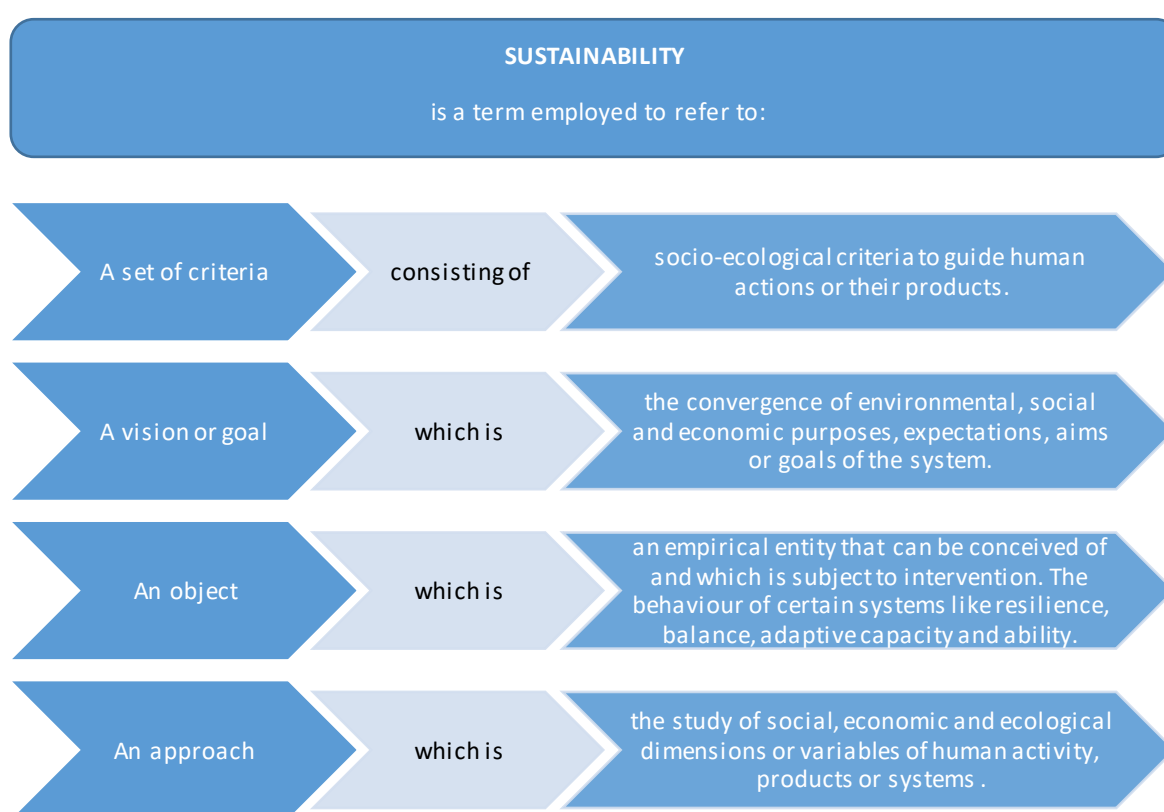 SUSTAINABILITY
is a term employed to refer to:
A set of criteria
consisting of
socio-ecological criteria to guide human
actions or their products.
A vision or goal
which is
the convergence of environmental, social
and economic purposes, expectations, aims
or goals of the system.
An object
which is
an empirical entity that can be conceived of
and which is subject to intervention. The
behaviour of certain systems like resilience,
balance, adaptive capacity and ability.
An approach
which is
the study of social, economic and ecological
dimensions or variables of human activity,
products or systems .